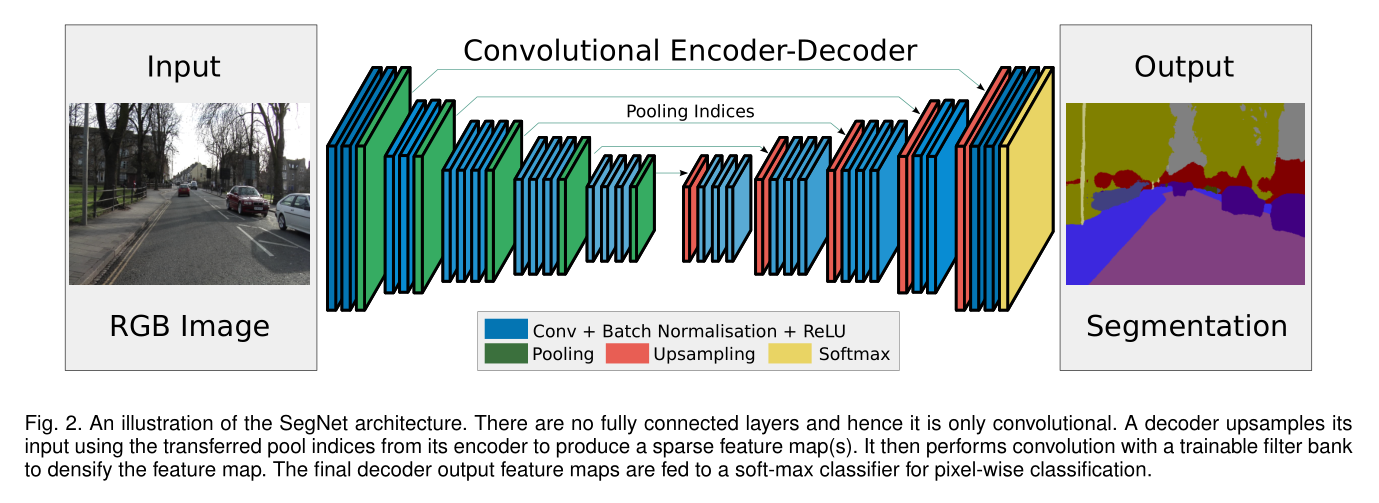 Convolutional Encoder-Decoder
Input
Output
Pooling Indices
RGB Image
Segmentation
Conv + Batch Normalisation + ReLU
Pooling
Upsampling
Softmax
Fig. 2. An illustration of the SegNet architecture. There are no fully connected layers and hence it is only convolutional. A decoder upsamples its
input using the transferred pool indices from its encoder to produce a sparse feature map(s). It then performs convolution with a trainable filter bank
to densify the feature map. The final decoder output feature maps are fed to a soft-max classifier for pixel-wise classification.